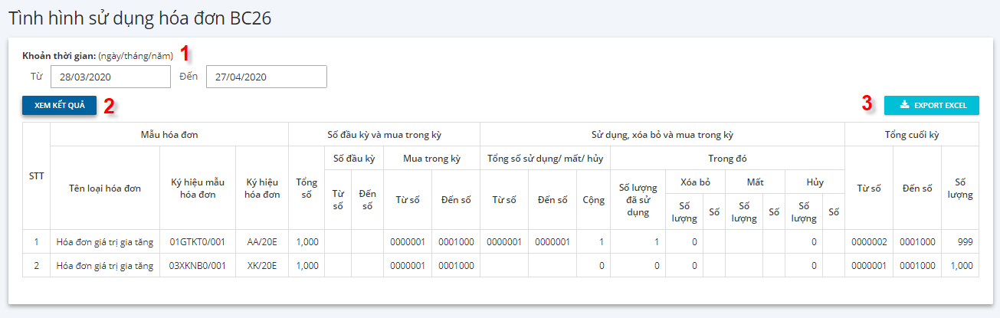 Tình hình sử dụng hóa đơn BC26
Khoản thời gian: (ngày/tháng/năm) 1
Từ 28/03/2020 Đến 27/04/2020
XEM KẾT QUẢ 2 3 EXPORT EXCEL
STT Mẫu hóa đơn Số đầu kỳ và mua trong kỳ Sử dụng, xóa bỏ và mua trong kỳ Tổng cuối kỳ
Tên loại hóa đơn Ký hiệu mẫu hóa đơn Ký hiệu hóa đơn Tổng số Số đầu kỳ Mua trong kỳ Tổng số sử dụng/ mất/ hủy Trong đó Từ số Đến số Số lượng
Từ số Đến số Từ số Đến số Từ số Đến số Cộng Số lượng đã sử dụng Xóa bỏ Mất Hủy
Số lượng Số Số lượng Số Số lượng Số
1 Hóa đơn giá trị gia tăng 01GTKT0/001 AA/20E 1,000 0000001 0001000 0000001 0000001 1 1 0 0 0000002 0001000 999
2 Hóa đơn giá trị gia tăng 03XKNB0/001 XK/20E 1,000 0000001 0001000 0 0 0 0 0000001 0001000 1,000